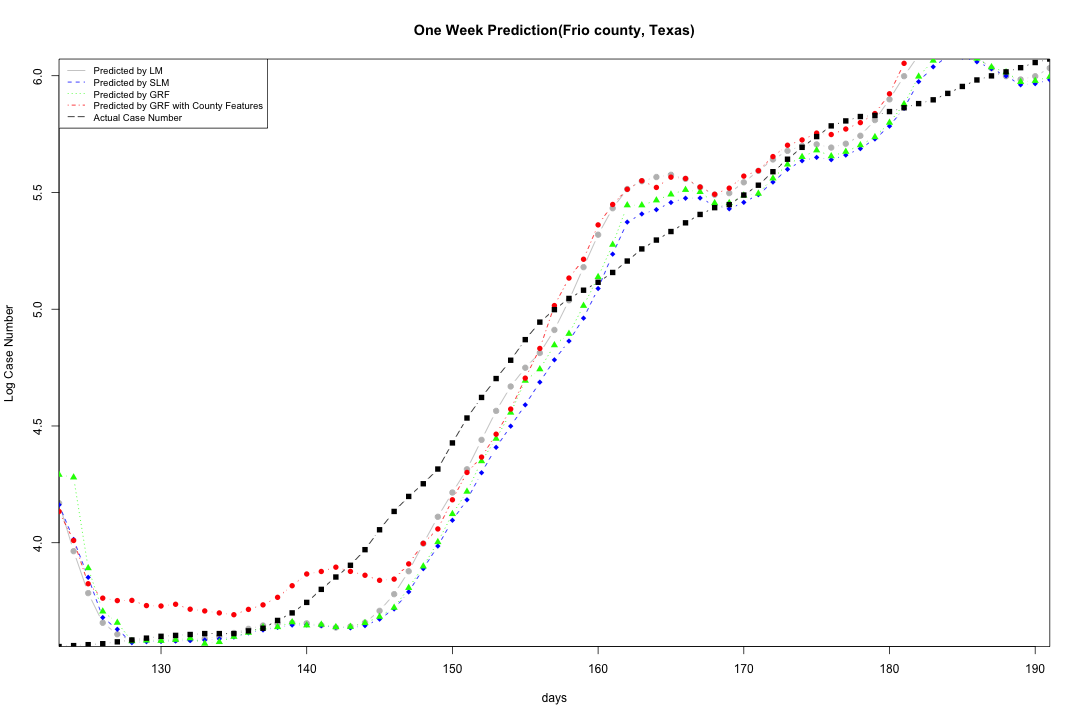 One Week Prediction(Frio county, Texas)
Predicted by LM
Predicted by SLM
Predicted by GRF
Predicted by GRF with County Features
Actual Case Number
6.0
5.5
5.0
4.5
4.0
Log Case Number
130 140 150 160 170 180 190
days